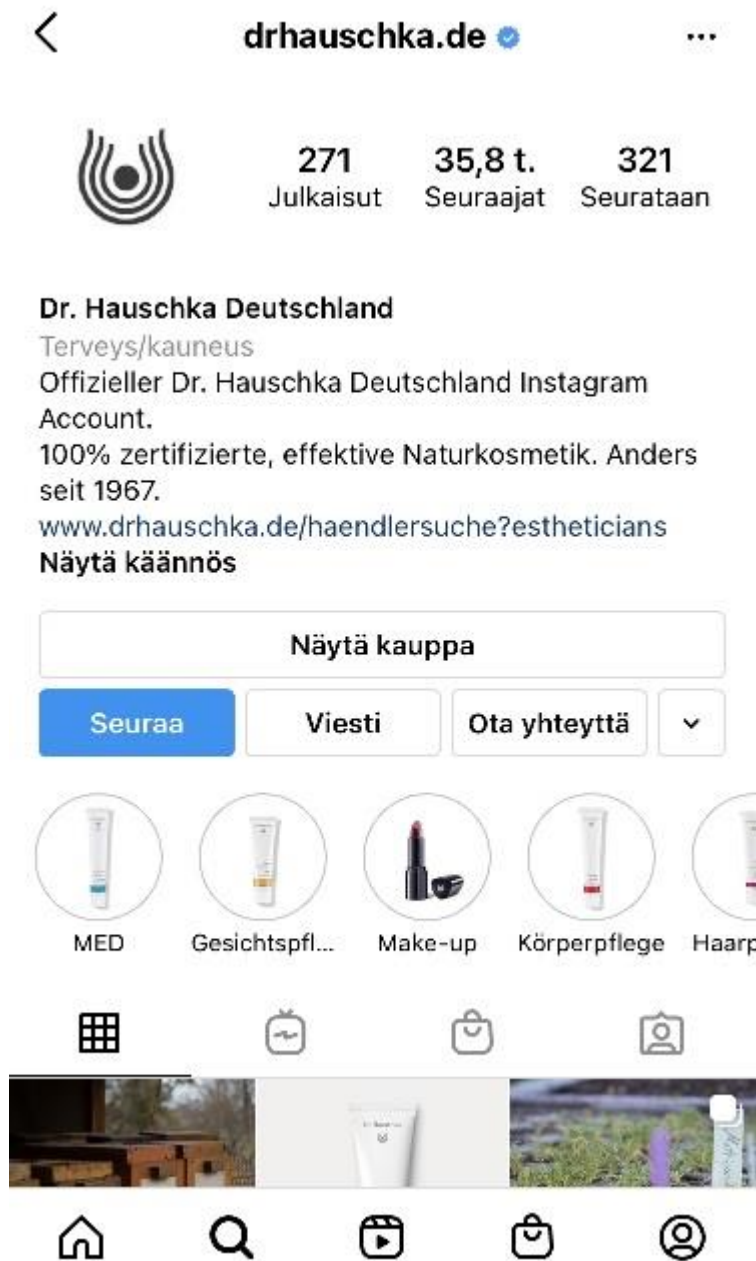 drhauschka.de
271 35,8 t. 321
Julkaisut Seuraajat Seurataan
Dr. Hauschka Deutschland
Terveys/kauneus
Offizieller Dr. Hauschka Deutschland Instagram
Account.
100% zertifizierte, effektive Naturkosmetik. Anders
seit 1967.
www.drhauschka.de/haendlersuche?estheticians
Näytä käännös
Näytä kauppa
Seuraa Viesti Ota yhteyttä
MED Gesichtspfl... Make-up Körperpflege Haarp